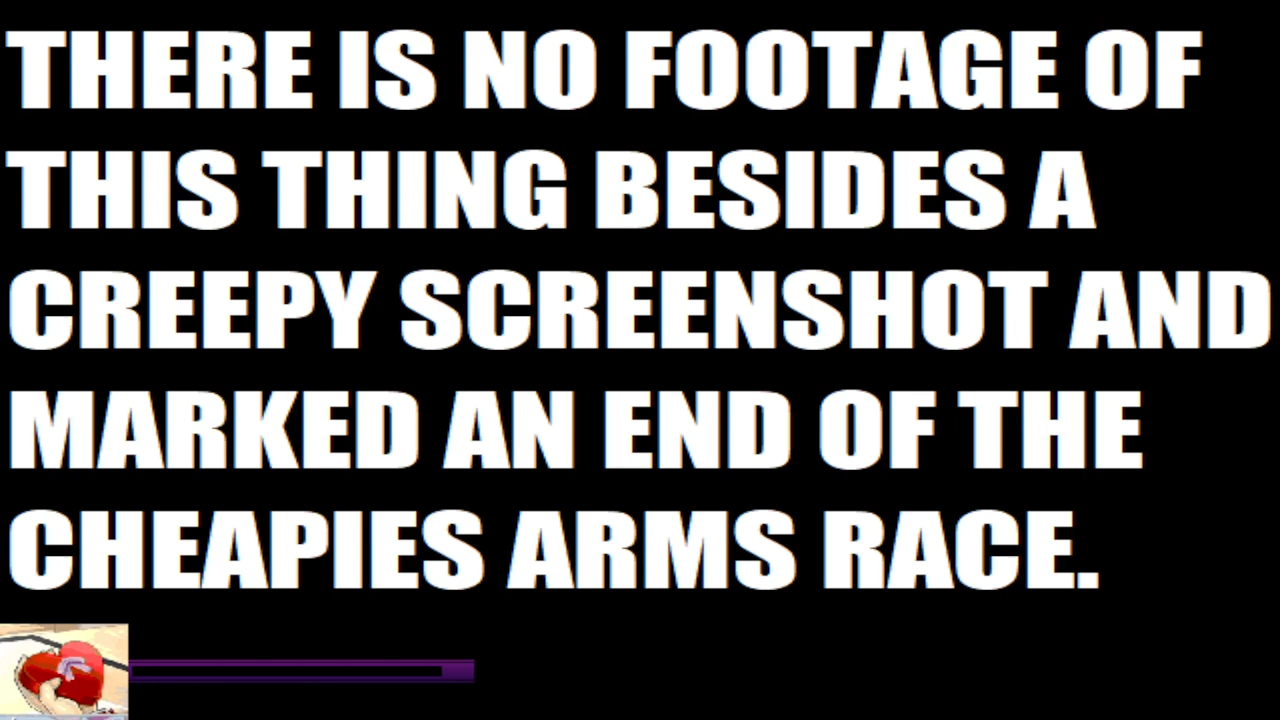 THERE IS NO FOOTAGE OF
THIS THING BESIDES A
CREEPY SCREENSHOT AND
MARKED AN END OF THE
CHEAPIES ARMS RACE.